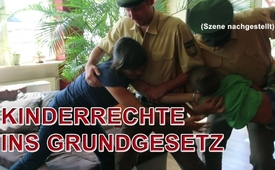 (Szene nachgestellt)
KINDERRECHTE
INS GRUNDGESETZ